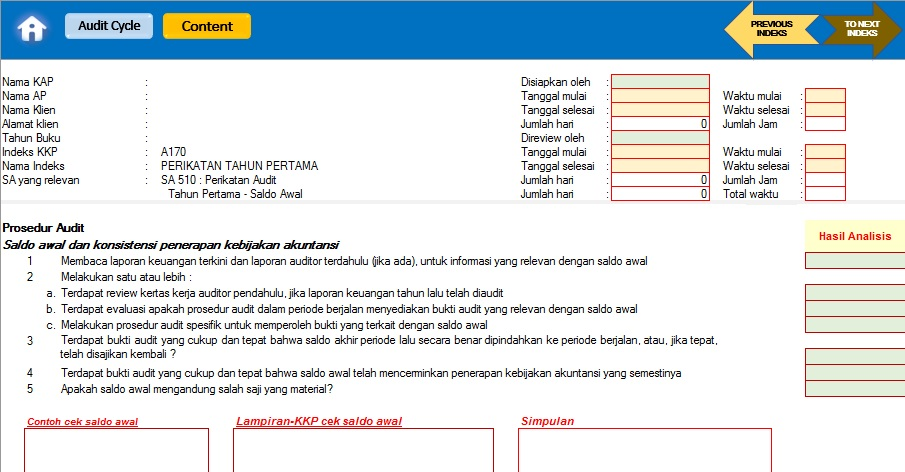 Audit Cycle
Content
PREVIOUS INDEKS
TO NEXT INDEKS
Nama KAP :
Nama AP :
Nama Klien :
Alamat klien :
Tahun Buku :
Indeks KKP : A170
Nama Indeks : PERIKATAN TAHUN PERTAMA
SA yang relevan : SA 510 : Perikatan Audit
Tahun Pertama - Saldo Awal
Disiapkan oleh :
Tanggal mulai : Waktu mulai :
Tanggal selesai : Waktu selesai :
Jumlah hari : 0 Jumlah Jam :
Direview oleh :
Tanggal mulai : Waktu mulai :
Tanggal selesai : Waktu selesai :
Jumlah hari : 0 Jumlah Jam :
Jumlah hari : 0 Total waktu :
Prosedur Audit
Hasil Analisis
Saldo awal dan konsistensi penerapan kebijakan akuntansi
1 Membaca laporan keuangan terkini dan laporan auditor terdahulu (jika ada), untuk informasi yang relevan dengan saldo awal
2 Melakukan satu atau lebih :
a. Terdapat review kertas kerja auditor pendahulu, jika laporan keuangan tahun lalu telah diaudit
b. Terdapat evaluasi apakah prosedur audit dalam periode berjalan menyediakan bukti audit yang relevan dengan saldo awal
c. Melakukan prosedur audit spesifik untuk memperoleh bukti yang terkait dengan saldo awal
3 Terdapat bukti audit yang cukup dan tepat bahwa saldo akhir periode lalu secara benar dipindahkan ke periode berjalan, atau, jika tepat,
telah disajikan kembali ?
4 Terdapat bukti audit yang cukup dan tepat bahwa saldo awal telah mencerminkan penerapan kebijakan akuntansi yang semestinya
5 Apakah saldo awal mengandung salah saji yang material?
Contoh cek saldo awal
Lampiran-KKP cek saldo awal
Simpulan